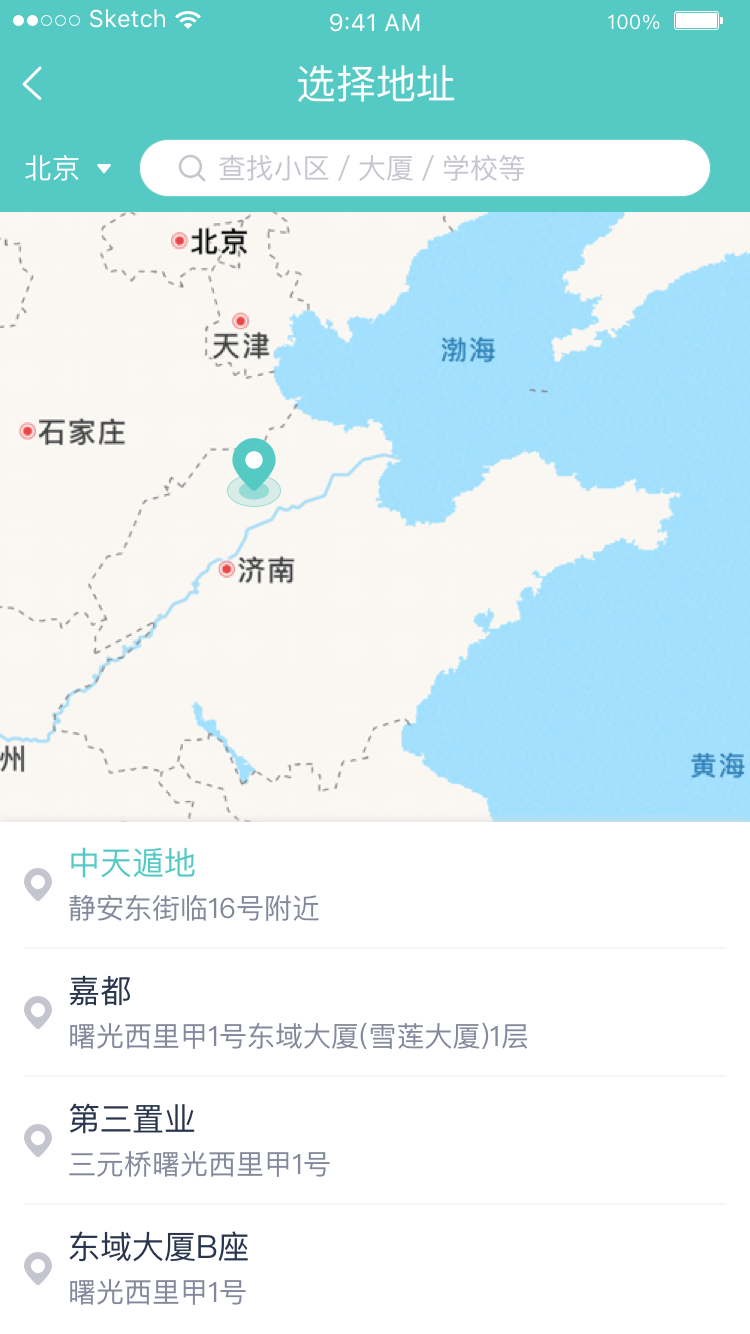 Sketch 9:41 AM 100%
选择地址
北京 查找小区 / 大厦 / 学校等
北京
天津
渤海
石家庄
济南
州
黄海
中天遁地
静安东街临16号附近
嘉都
曙光西里甲1号东域大厦(雪莲大厦)1层
第三置业
三元桥曙光西里甲1号
东域大厦B座
曙光西里甲1号